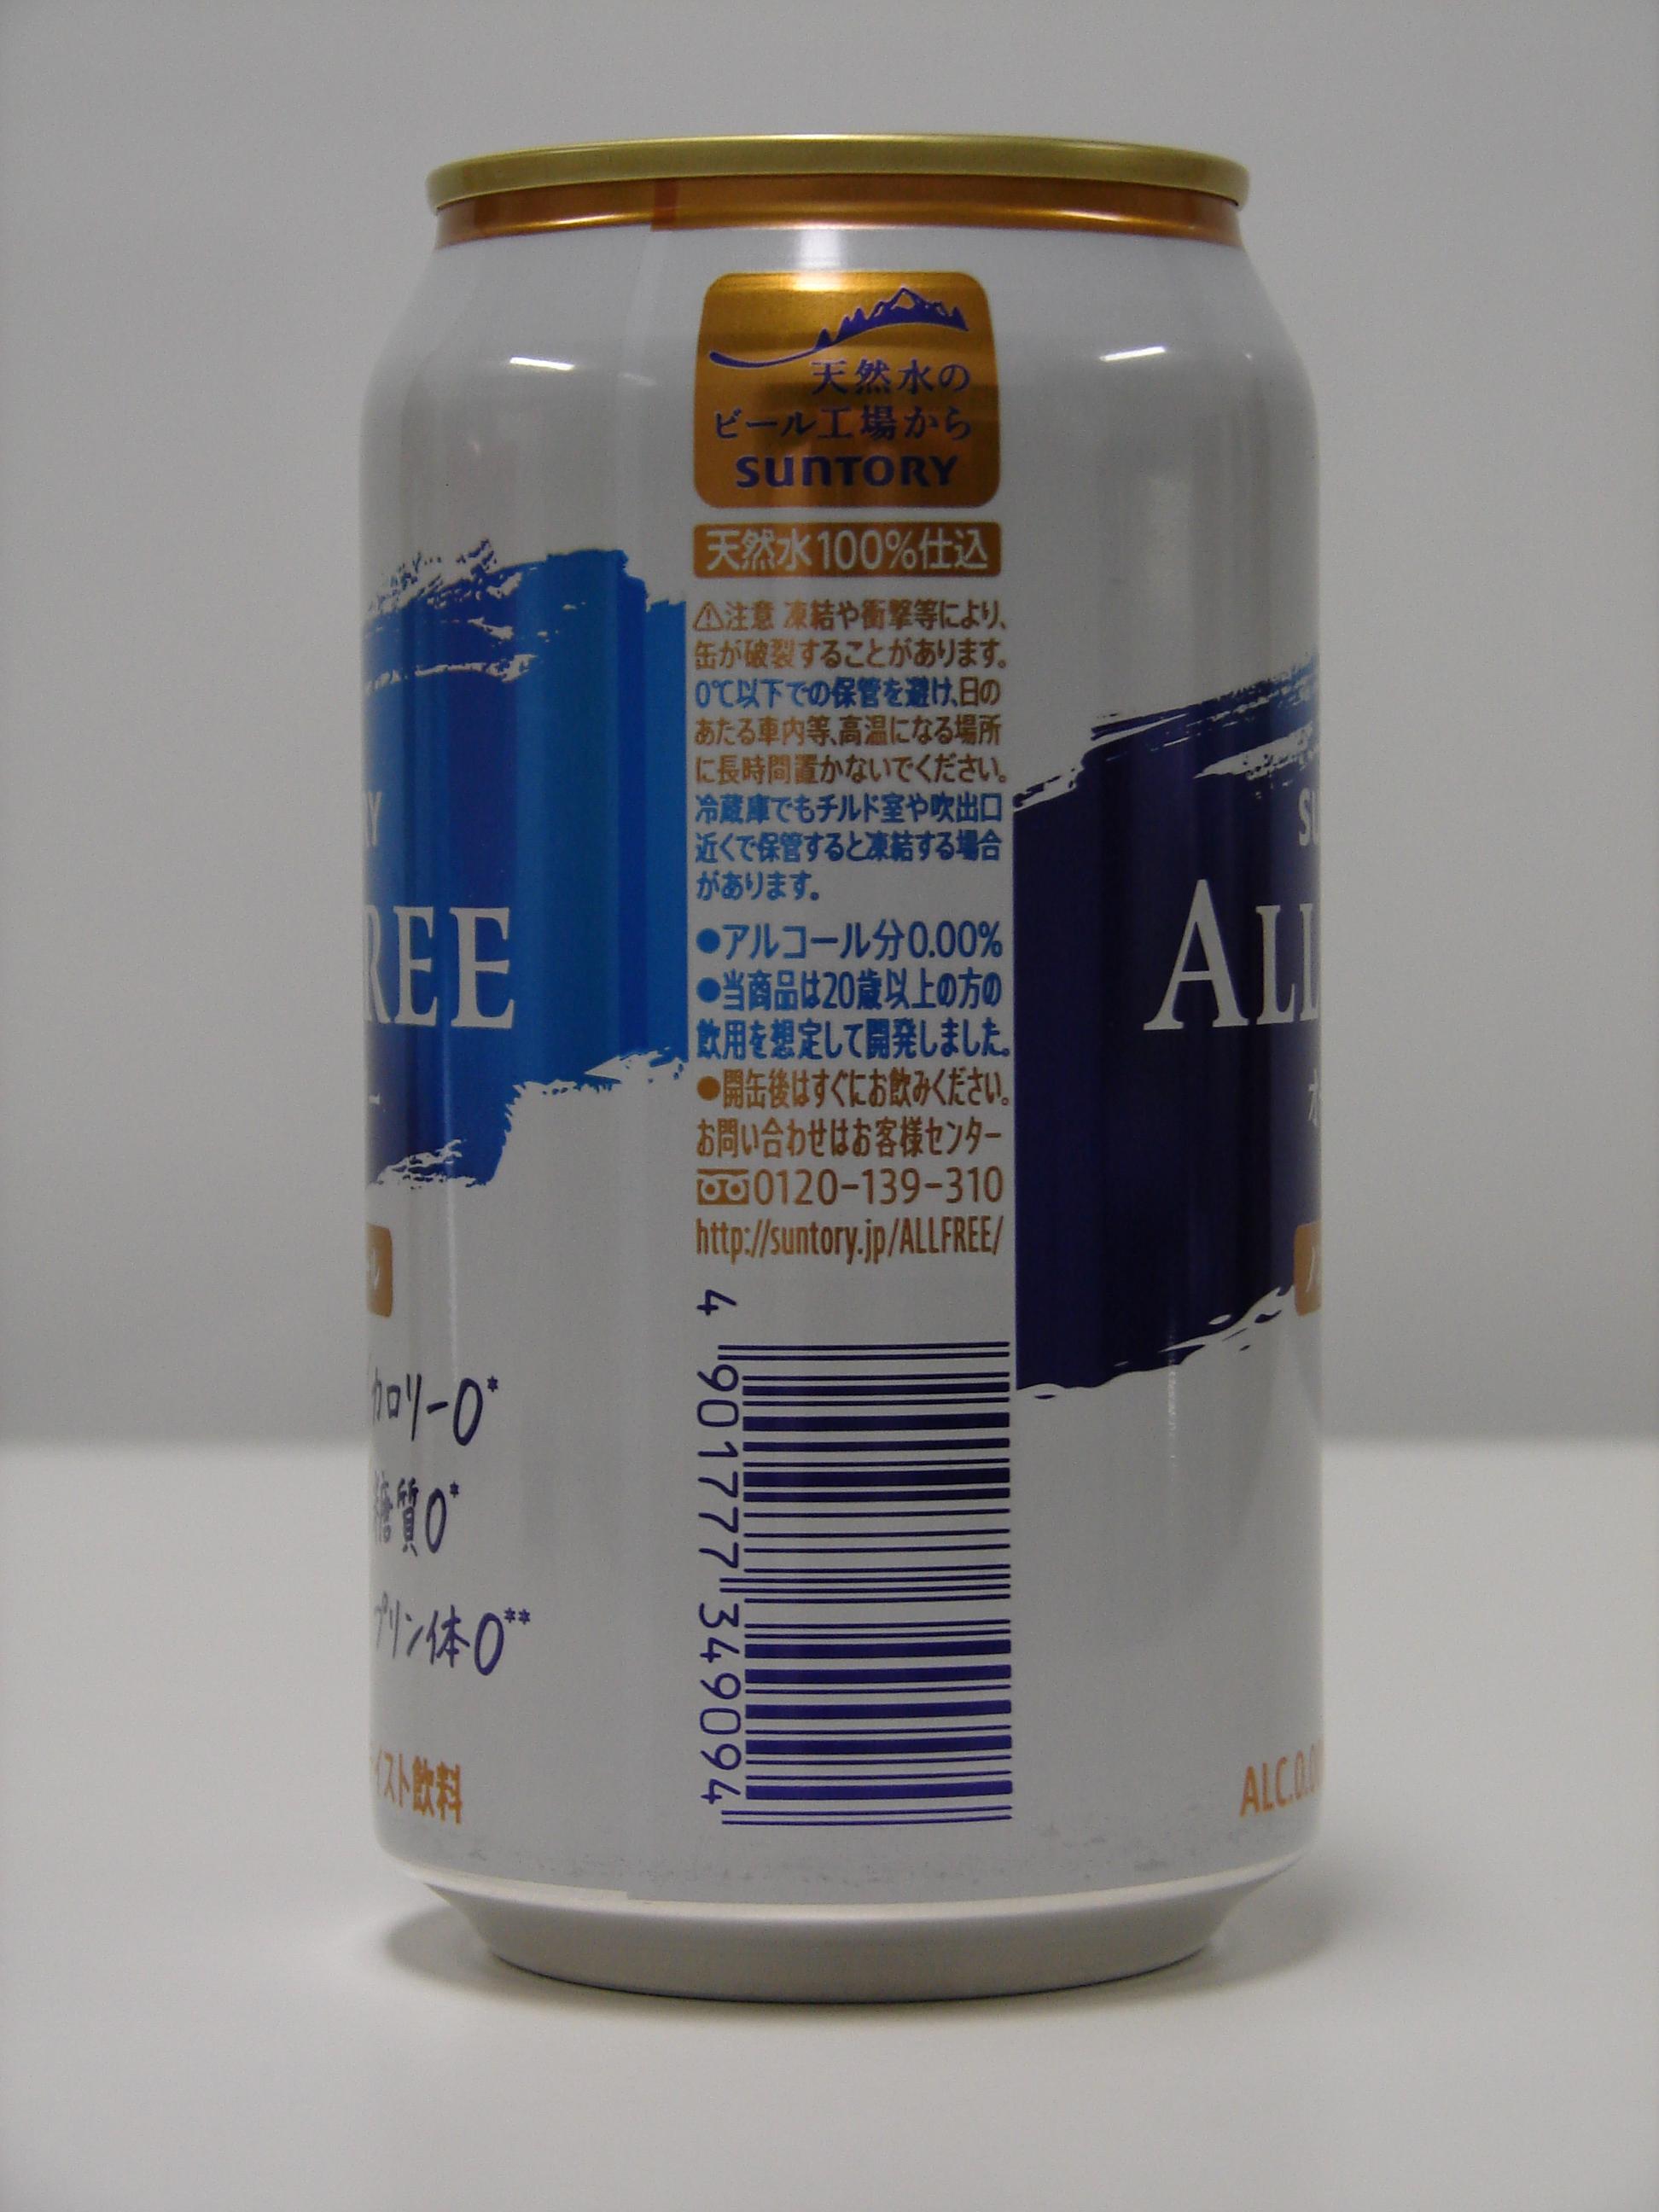 天然水の
ビール工場から
SUNTORY
天然水100%仕込
⚠注意 凍結や衝撃等により、
缶が破裂することがあります。
0℃以下での保管を避け、日の
あたる車内等、高温になる場所
に長時間置かないでください。
冷蔵庫でもチルド室や吹出口
近くで保管すると凍結する場合
があります。
●アルコール分0.00%
●当商品は20歳以上の方の
飲用を想定して開発しました。
●開缶後はすぐにお飲みください。
お問い合わせはお客様センター
0120-139-310
http://suntory.jp/ALLFREE/
4 901777 349094
RY
REE
ー
ル
カロリー0*
糖質0*
プリン体0**
イスト飲料
SU
ALL
オ
ノ
ALC.0.0